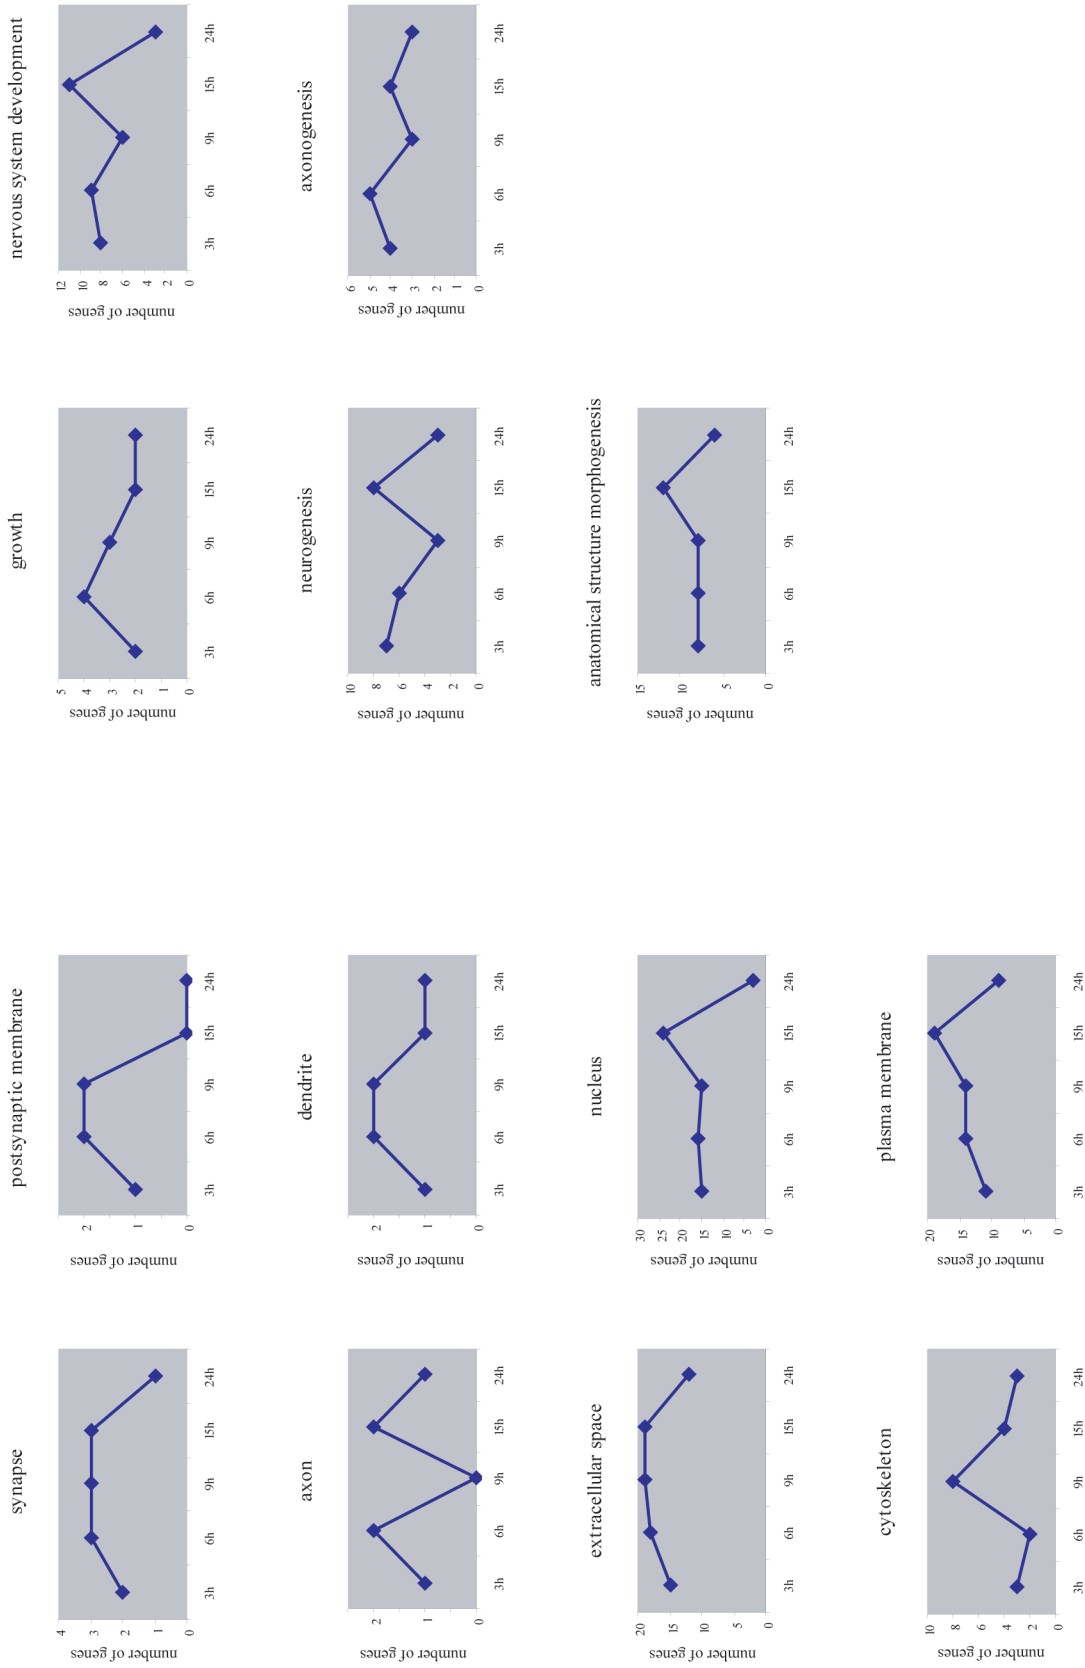 synapse
number of genes
4
3
2
1
0
3h
6h
9h
15h
24h
postsynaptic membrane
number of genes
2
1
0
3h
6h
9h
15h
24h
growth
number of genes
5
4
3
2
1
0
3h
6h
9h
15h
24h
nervous system development
number of genes
12
10
8
6
4
2
0
3h
6h
9h
15h
24h
axon
number of genes
2
1
0
3h
6h
9h
15h
24h
dendrite
number of genes
2
1
0
3h
6h
9h
15h
24h
neurogenesis
number of genes
10
8
6
4
2
0
3h
6h
9h
15h
24h
axonogenesis
number of genes
6
5
4
3
2
1
0
3h
6h
9h
15h
24h
extracellular space
number of genes
20
15
10
5
0
3h
6h
9h
15h
24h
nucleus
number of genes
30
25
20
15
10
5
0
3h
6h
9h
15h
24h
anatomical structure morphogenesis
number of genes
15
10
5
0
3h
6h
9h
15h
24h
cytoskeleton
number of genes
10
8
6
4
2
0
3h
6h
9h
15h
24h
plasma membrane
number of genes
20
15
10
5
0
3h
6h
9h
15h
24h